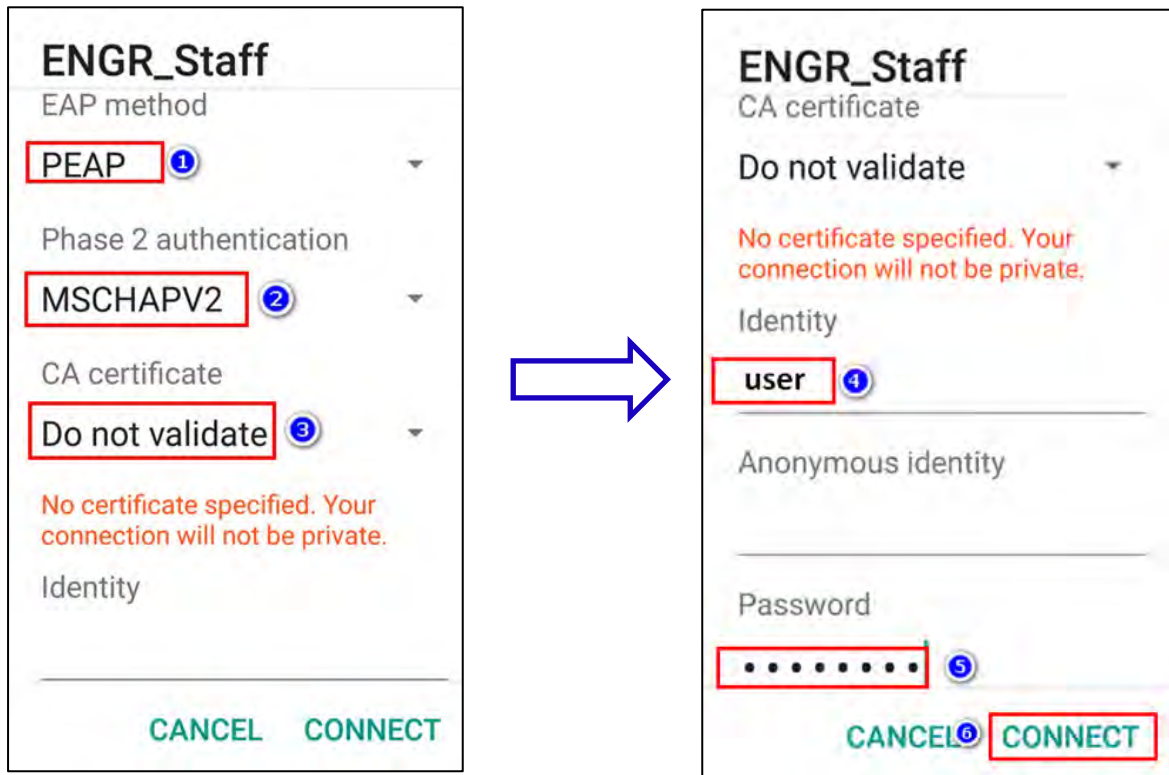 ENGR_Staff
EAP method
PEAP 1
Phase 2 authentication
MSCHAPV2 2
CA certificate
Do not validate 3
No certificate specified. Your
connection will not be private.
Identity
CANCEL CONNECT
ENGR_Staff
CA certificate
Do not validate
No certificate specified. Your
connection will not be private.
Identity
user 4
Anonymous identity
Password
•••••••• 5
CANCEL 6 CONNECT